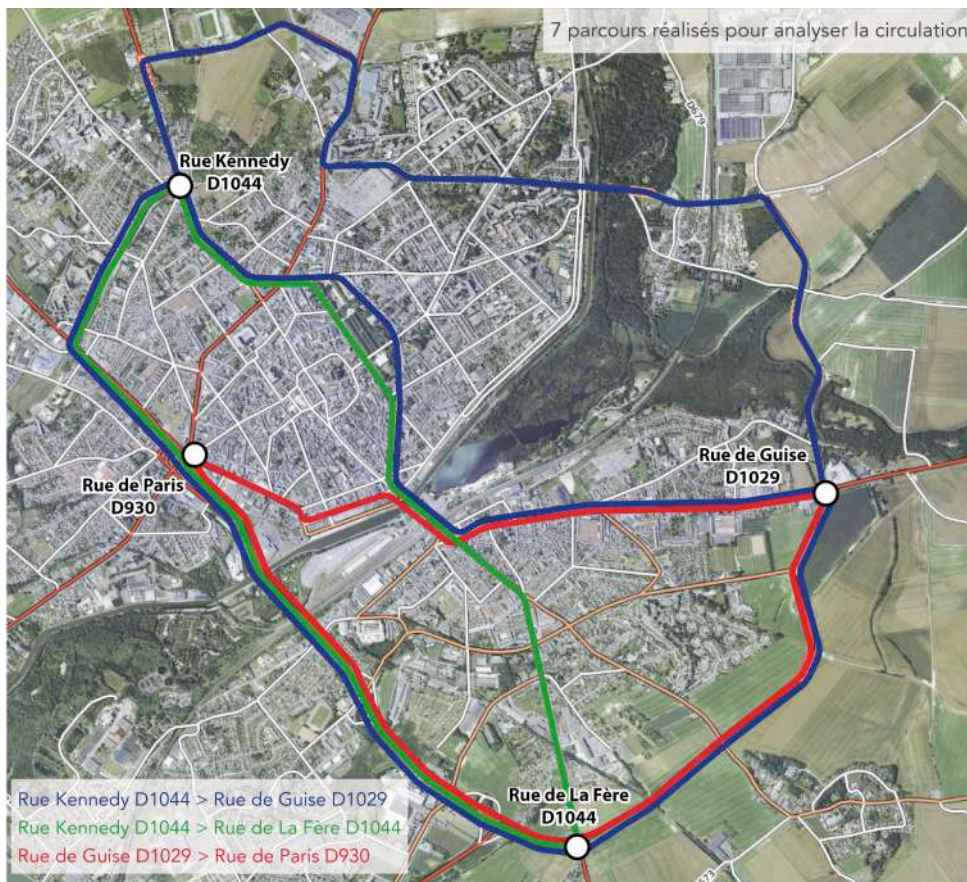 7 parcours réalisés pour analyser la circulation
D679
Rue Kennedy
D1044
Rue de Guise
D1029
Rue de Paris
D930
Rue de La Fère
D1044
Rue Kennedy D1044 > Rue de Guise D1029
Rue Kennedy D1044 > Rue de La Fère D1044
Rue de Guise D1029 > Rue de Paris D930